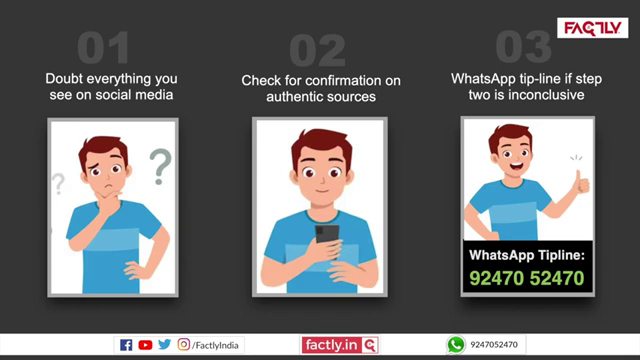 FACTLY
01
02
03
Doubt everything you
see on social media
Check for confirmation on
authentic sources
WhatsApp tip-line if step
two is inconclusive
?
?
WhatsApp Tipline:
92470 52470
/FactlyIndia
factly.in
9247052470